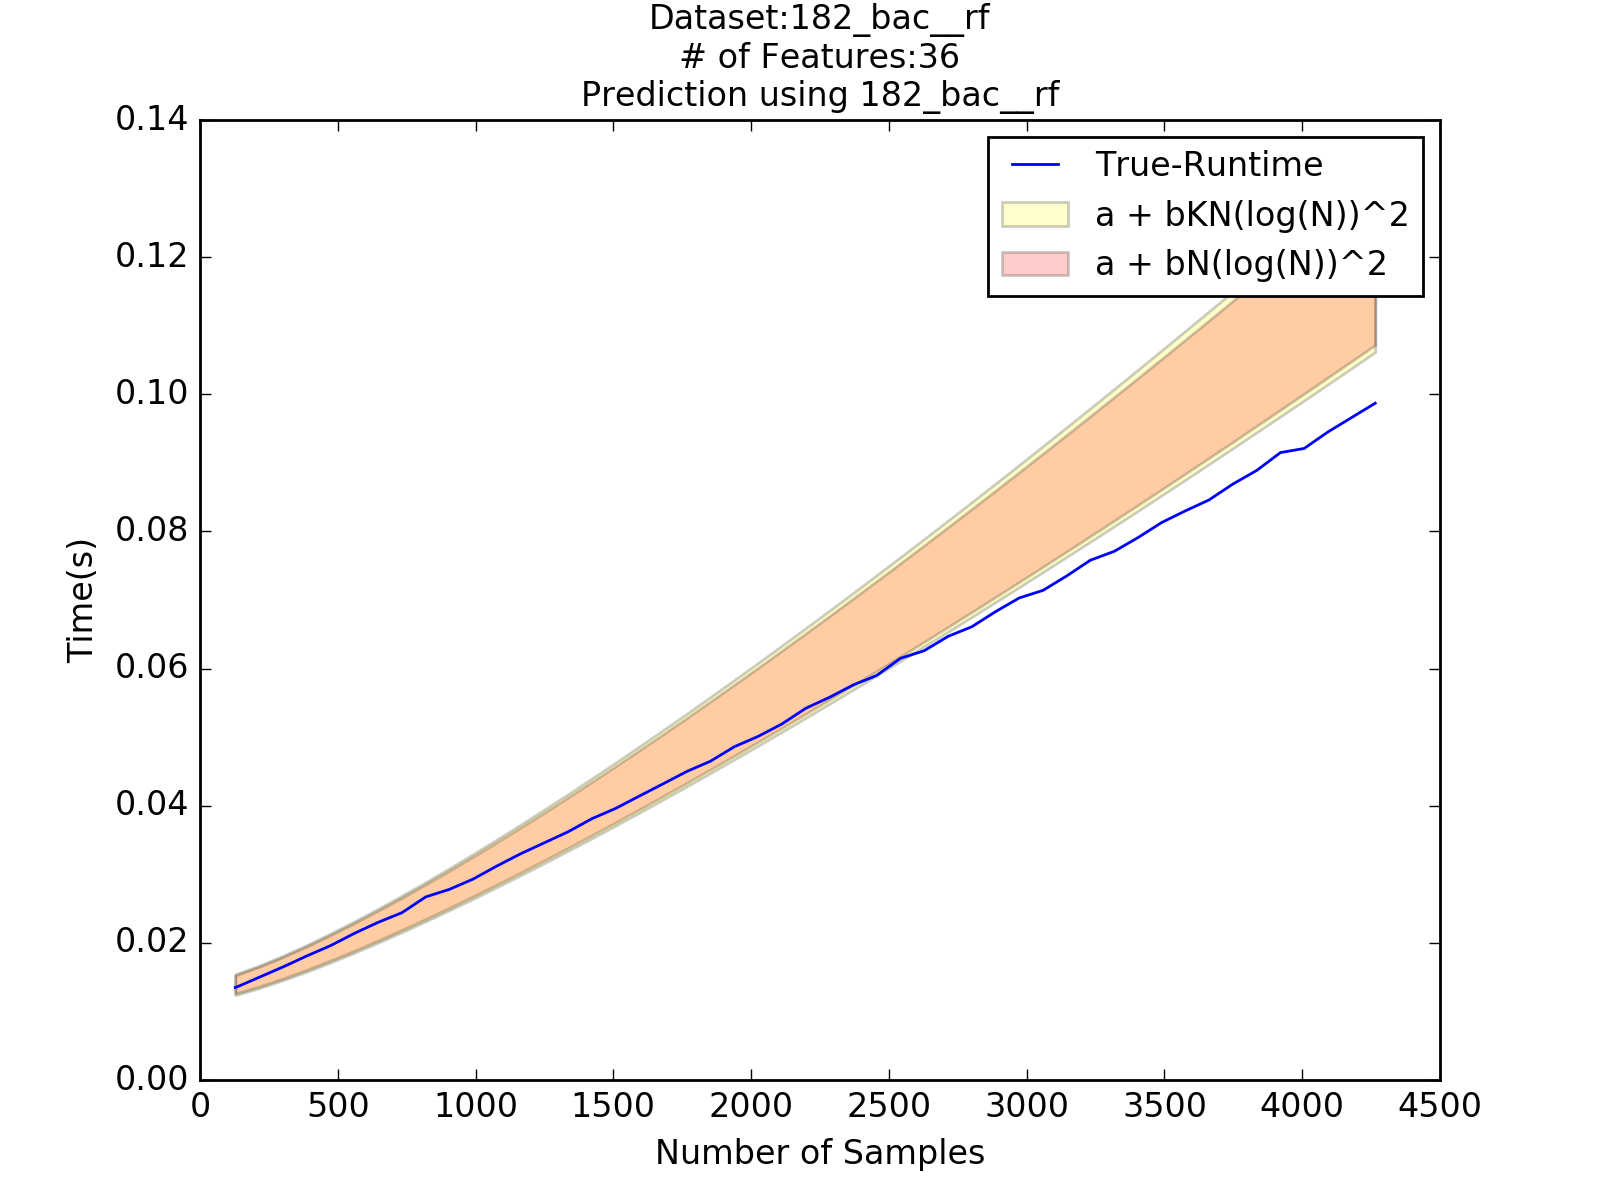 Dataset:182_bac__rf
# of Features:36
Prediction using 182_bac__rf
True-Runtime
a + bKN(log(N))^2
a + bN(log(N))^2
0.14
0.12
0.10
0.08
0.06
0.04
0.02
0.00
Time(s)
0 500 1000 1500 2000 2500 3000 3500 4000 4500
Number of Samples